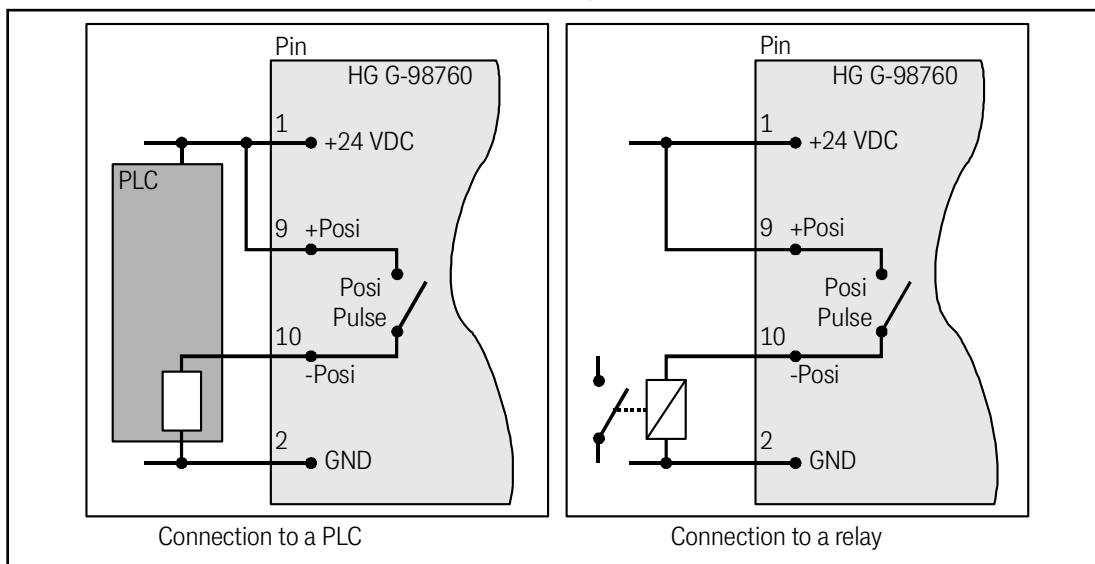 Pin
HG G-98760
1
+24 VDC
PLC
9 +Posi
Posi
Pulse
10
-Posi
2
GND
Connection to a PLC
Pin
HG G-98760
1
+24 VDC
9 +Posi
Posi
Pulse
10
-Posi
2
GND
Connection to a relay